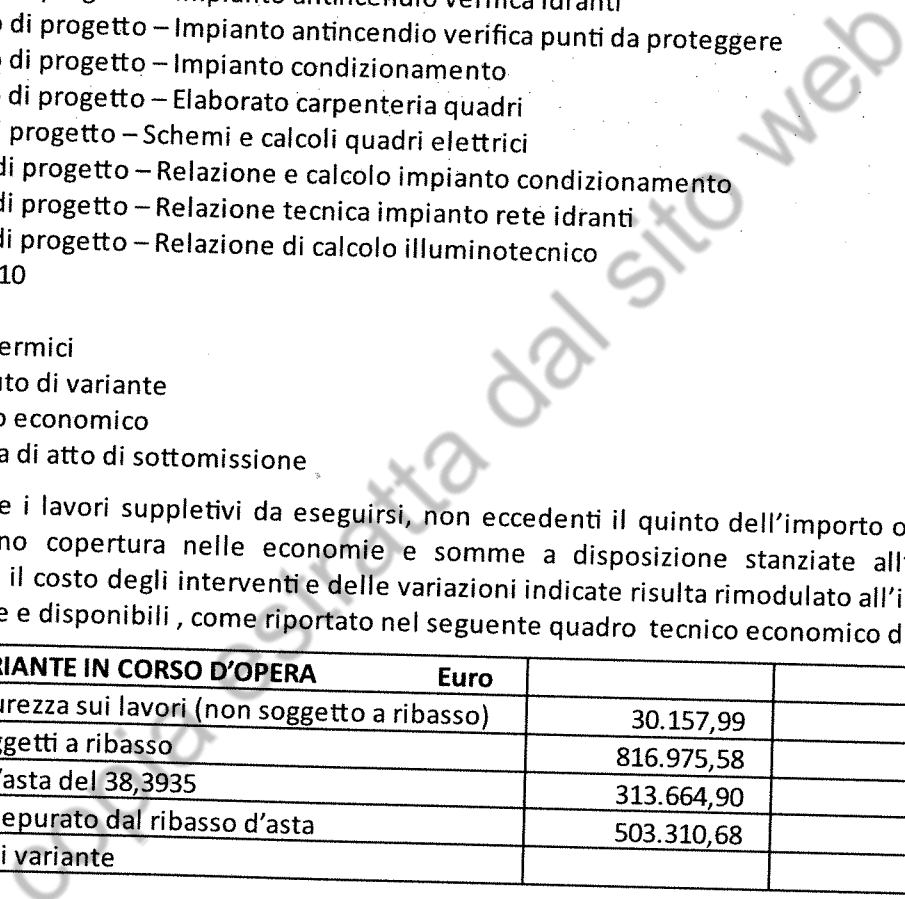 Impianto antincendio verifica idranti
di progetto – Impianto antincendio verifica punti da proteggere
di progetto – Impianto condizionamento
di progetto – Elaborato carpenteria quadri
progetto – Schemi e calcoli quadri elettrici
di progetto – Relazione e calcolo impianto condizionamento
di progetto – Relazione tecnica impianto rete idranti
di progetto – Relazione di calcolo illuminotecnico
10
ermici
to di variante
o economico
a di atto di sottomissione
e i lavori suppletivi da eseguirsi, non eccedenti il quinto dell'importo o
no copertura nelle economie e somme a disposizione stanziate all'
il costo degli interventi e delle variazioni indicate risulta rimodulato all'i
e e disponibili , come riportato nel seguente quadro tecnico economico d
RIANTE IN CORSO D'OPERA Euro
urezza sui lavori (non soggetto a ribasso) 30.157,99
ggetti a ribasso 816.975,58
'asta del 38,3935 313.664,90
epurato dal ribasso d'asta 503.310,68
i variante
copia estratta dal sito web